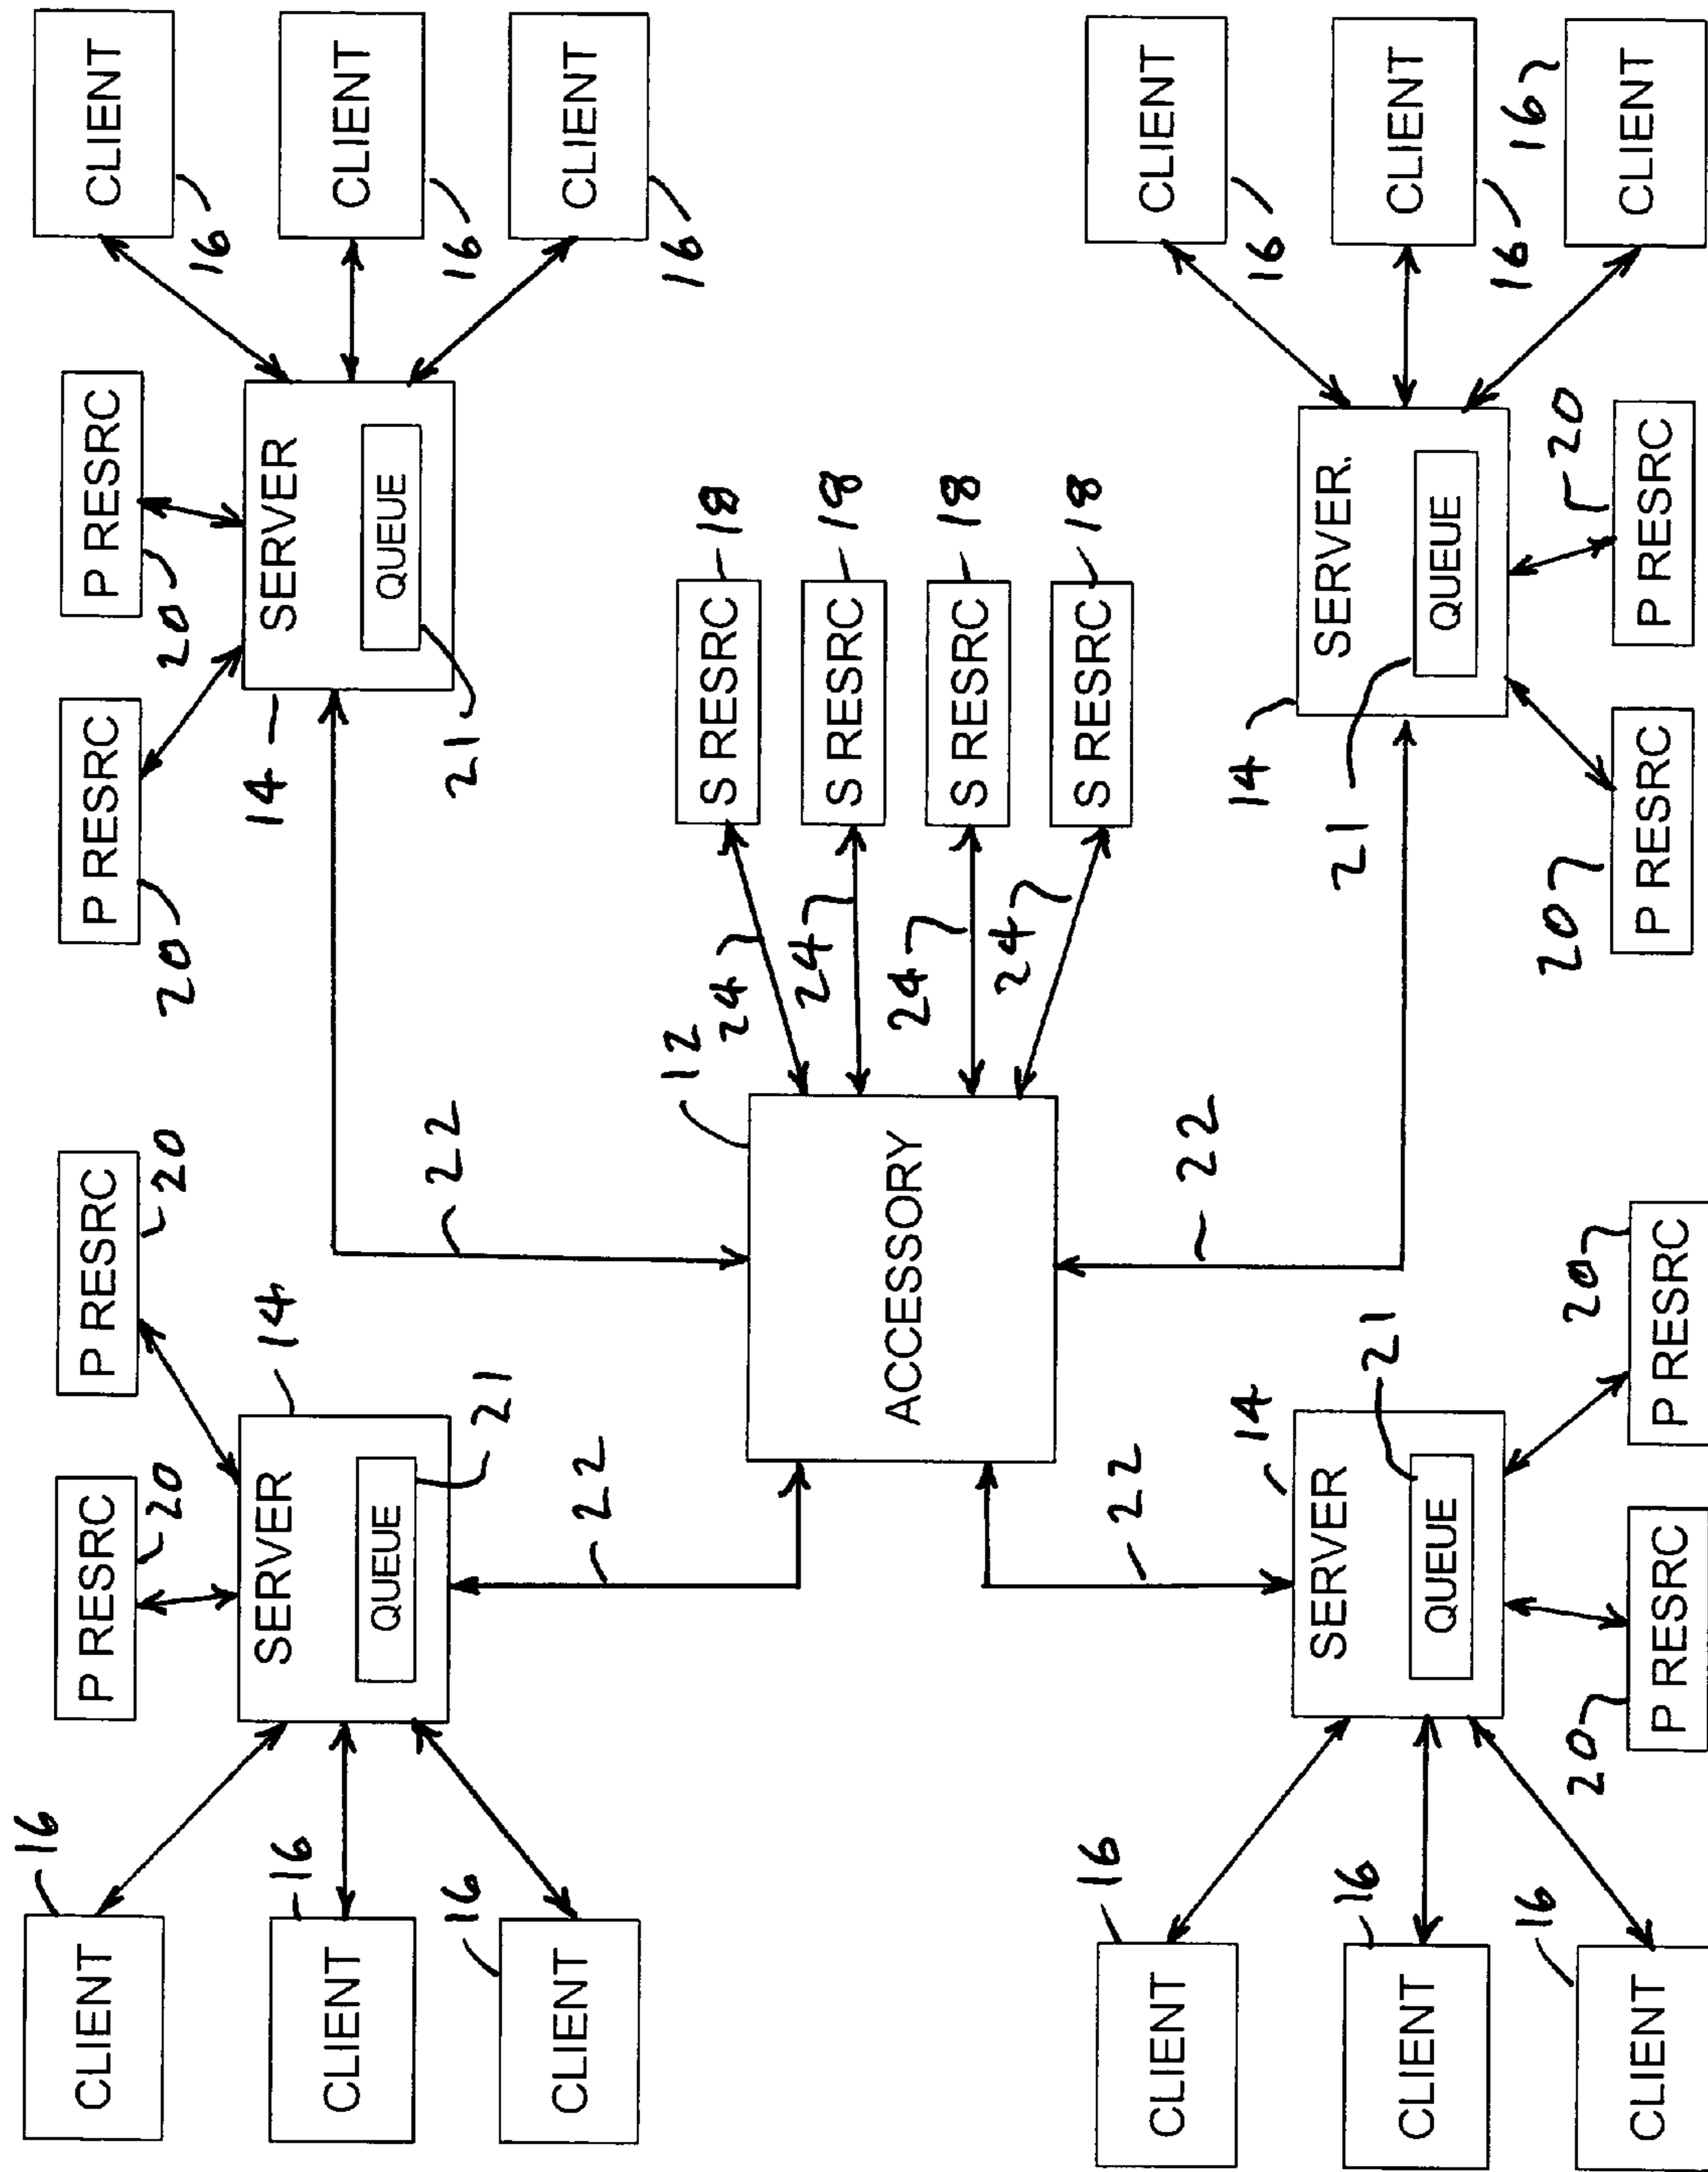 16
CLIENT
P RESRC
P RESRC
P RESRC
P RESRC
CLIENT
20
20
20
20
16
SERVER
14
14
SERVER
16
CLIENT
QUEUE
QUEUE
CLIENT
16
16
21
21
CLIENT
22
22
CLIENT
16
12
24
S RESRC
18
24
S RESRC
18
ACCESSORY
24
S RESRC
18
24
S RESRC
18
16
22
22
CLIENT
14
14
16
CLIENT
SERVER
SERVER
16
21
21
CLIENT
QUEUE
QUEUE
CLIENT
16
16
20
20
20
20
CLIENT
P RESRC
P RESRC
P RESRC
P RESRC
CLIENT